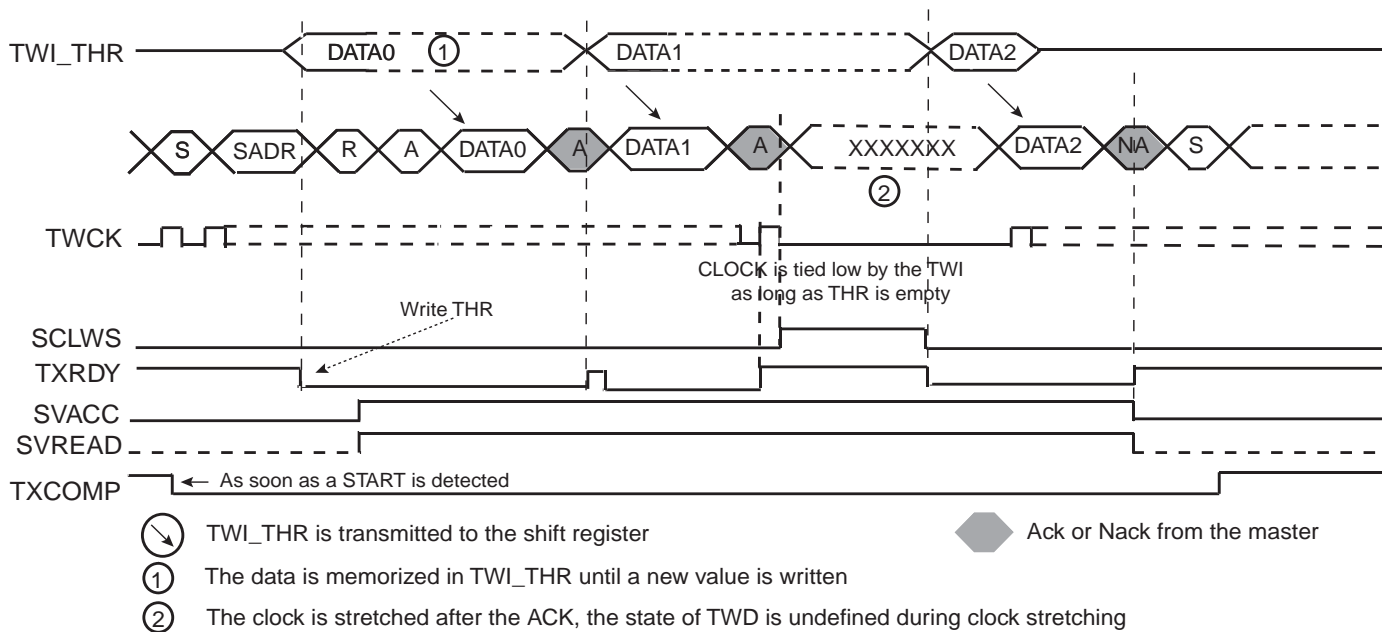 TWI_THR DATA0 1 DATA1 DATA2
S SADR R A DATA0 A DATA1 A XXXXXXX DATA2 NA S
2
TWCK
CLOCK is tied low by the TWI
as long as THR is empty
Write THR
SCLWS
TXRDY
SVACC
SVREAD
TXCOMP As soon as a START is detected
TWI_THR is transmitted to the shift register Ack or Nack from the master
1 The data is memorized in TWI_THR until a new value is written
2 The clock is stretched after the ACK, the state of TWD is undefined during clock stretching